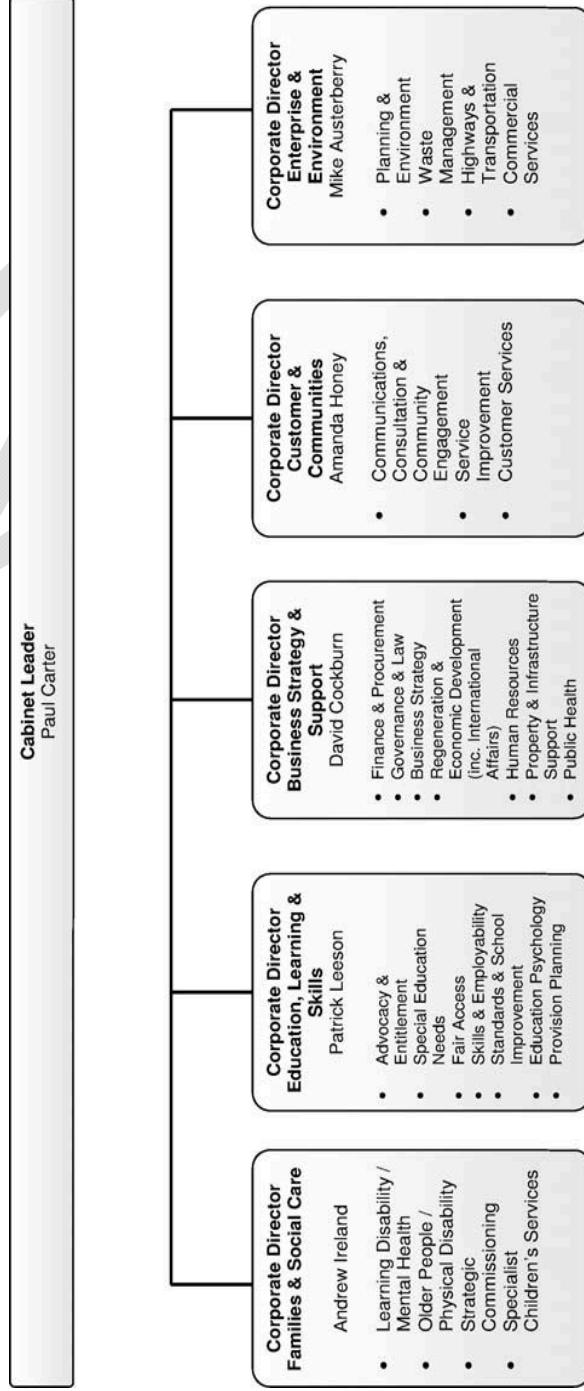 Cabinet Leader
Paul Carter
Corporate Director
Families & Social Care
Andrew Ireland
• Learning Disability /
Mental Health
• Older People /
Physical Disability
• Strategic
Commissioning
• Specialist
Children's Services
Corporate Director
Education, Learning &
Skills
Patrick Leeson
• Advocacy &
Entitlement
• Special Education
Needs
• Fair Access
• Skills & Employability
• Standards & School
Improvement
• Education Psychology
• Provision Planning
Corporate Director
Business Strategy &
Support
David Cockburn
• Finance & Procurement
• Governance & Law
• Business Strategy
• Regeneration &
Economic Development
(inc. International
Affairs)
• Human Resources
• Property & Infrastructure
Support
• Public Health
Corporate Director
Customer &
Communities
Amanda Honey
• Communications,
Consultation &
Community
Engagement
• Service
Improvement
• Customer Services
Corporate Director
Enterprise &
Environment
Mike Austerberry
• Planning &
Environment
• Waste
Management
• Highways &
Transportation
• Commercial
Services